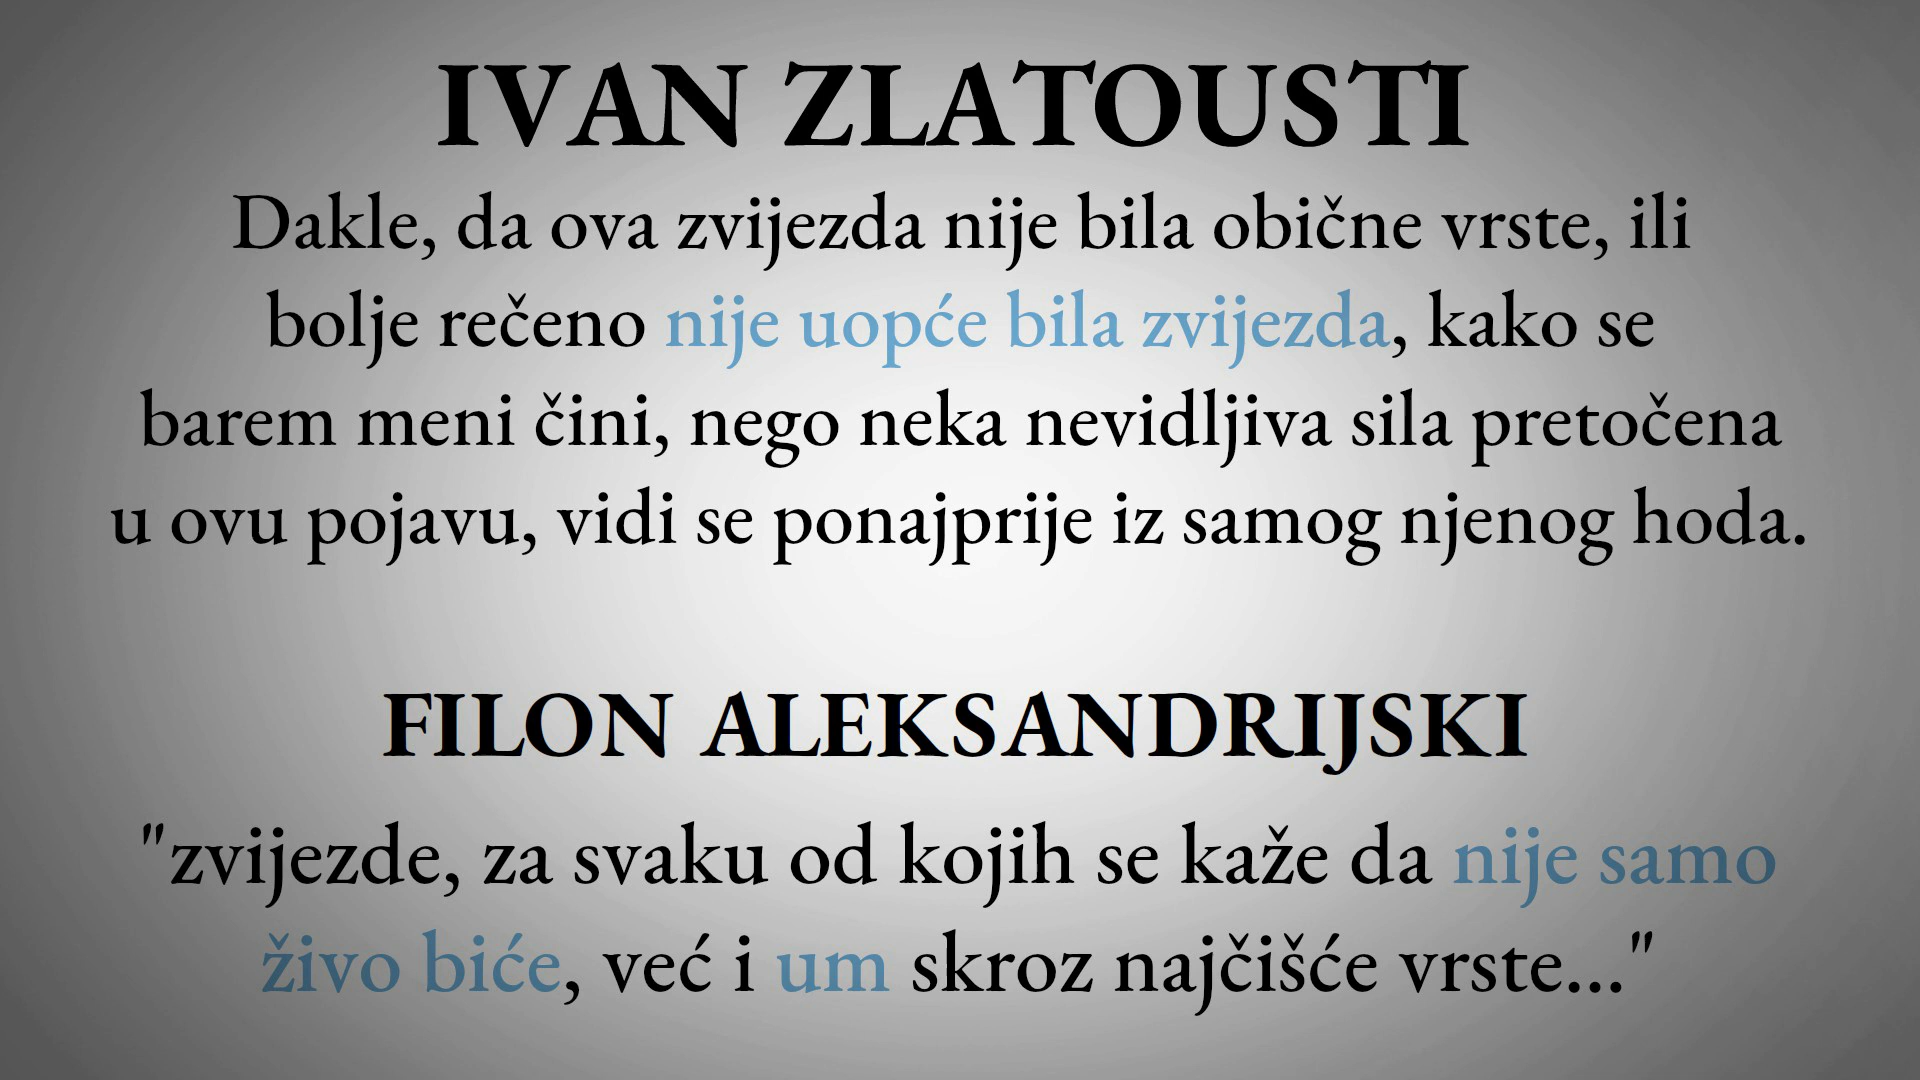 IVAN ZLATOUSTI
Dakle, da ova zvijezda nije bila obične vrste, ili
bolje rečeno nije uopće bila zvijezda, kako se
barem meni čini, nego neka nevidljiva sila pretočena
u ovu pojavu, vidi se ponajprije iz samog njenog hoda.
FILON ALEKSANDRIJSKI
"zvijezde, za svaku od kojih se kaže da nije samo
živo biće, već i um skroz najčišće vrste..."